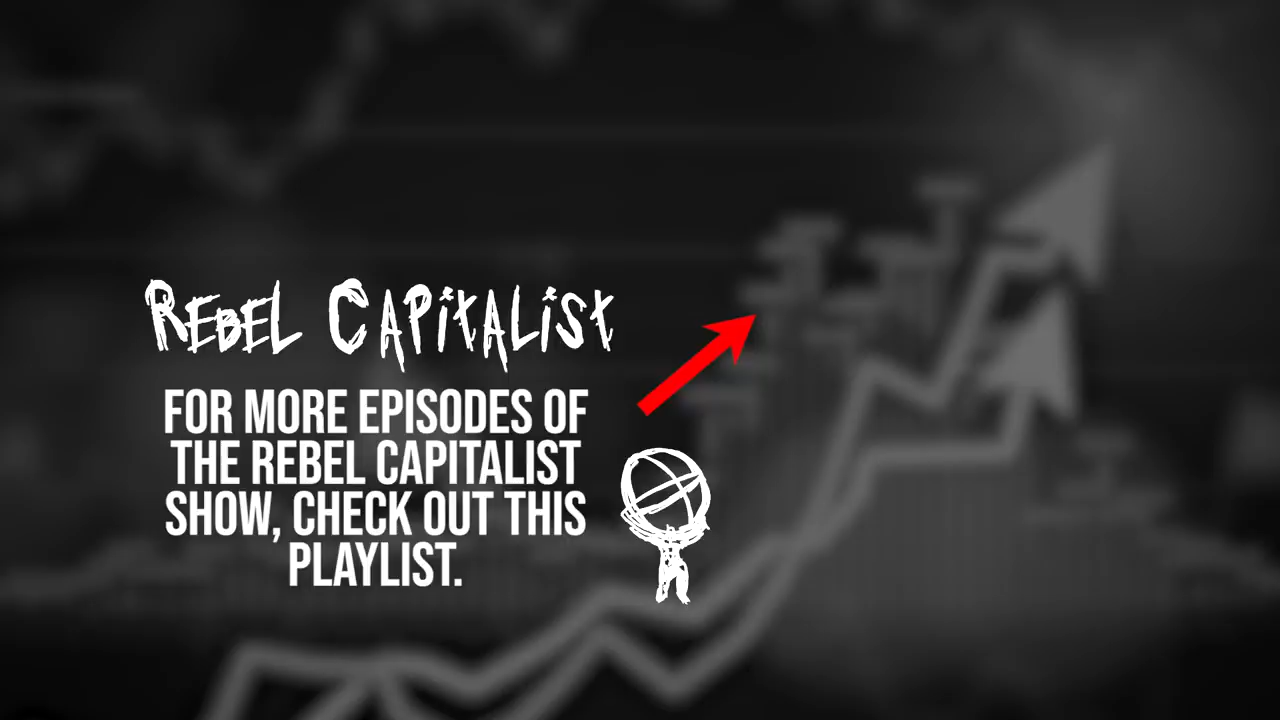 REBEL CAPITALIST
FOR MORE EPISODES OF
THE REBEL CAPITALIST
SHOW, CHECK OUT THIS
PLAYLIST.